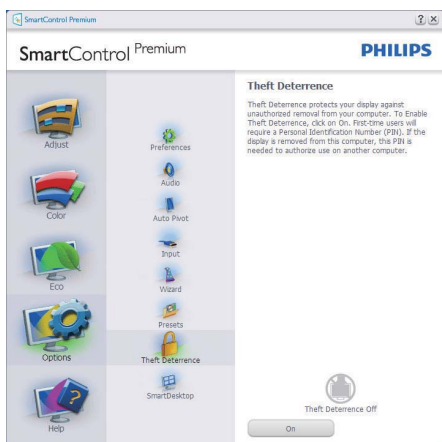 SmartControl Premium
SmartControl Premium
PHILIPS
Adjust
Color
Eco
Options
Help
Preferences
Audio
Auto Pivot
Input
Wizard
Presets
Theft Deterrence
SmartDesktop
Theft Deterrence
Theft Deterrence protects your display against
unauthorized removal from your computer. To Enable
Theft Deterrence, click on On. First-time users will
require a Personal Identification Number (PIN). If the
display is removed from this computer, this PIN is
needed to authorize use on another computer.
Theft Deterrence Off
On